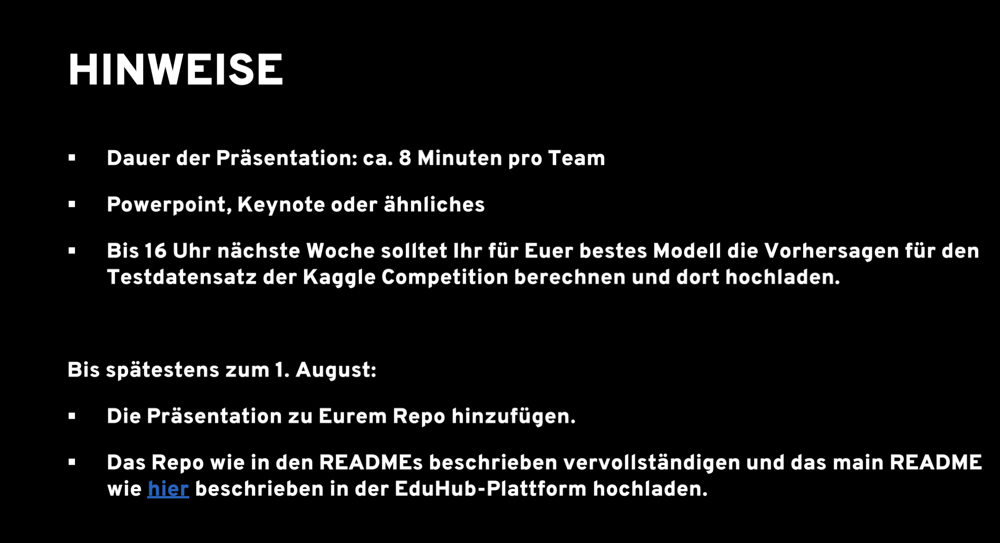 HINWEISE
▪ Dauer der Präsentation: ca. 8 Minuten pro Team
▪ Powerpoint, Keynote oder ähnliches
▪ Bis 16 Uhr nächste Woche solltet Ihr für Euer bestes Modell die Vorhersagen für den
Testdatensatz der Kaggle Competition berechnen und dort hochladen.
Bis spätestens zum 1. August:
▪ Die Präsentation zu Eurem Repo hinzufügen.
▪ Das Repo wie in den READMEs beschrieben vervollständigen und das main README
wie hier beschrieben in der EduHub-Plattform hochladen.